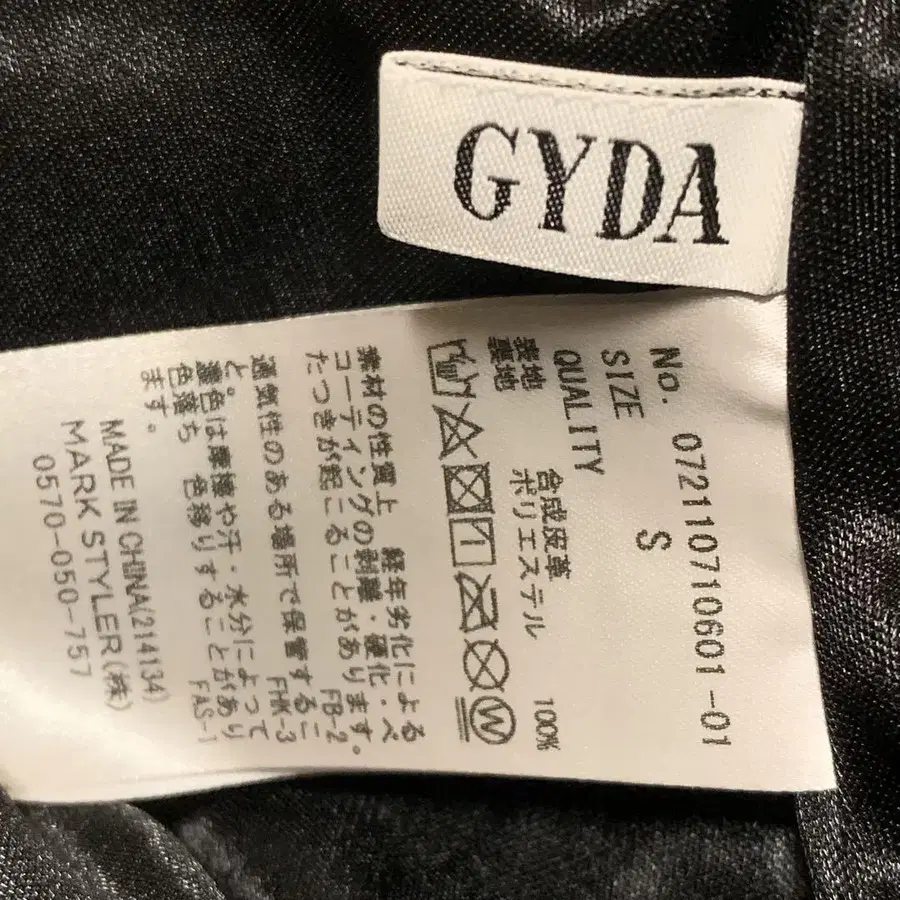 GYDA
No. 072110710601-01
SIZE S
QUALITY
表地 合成皮革
裏地 ポリエステル 100%
素材の性質上 経年劣化による
コーティングの剥離・硬化・べ
たつきが起こることがあります。
FB-2
通気性のある場所で保管するこ
と。
FHK-3
濃色は摩擦や汗・水分によって
色落ち 色移りすることがあり
ます。
FAS-1
MADE IN CHINA(214134)
MARK STYLER(株)
0570-050-757